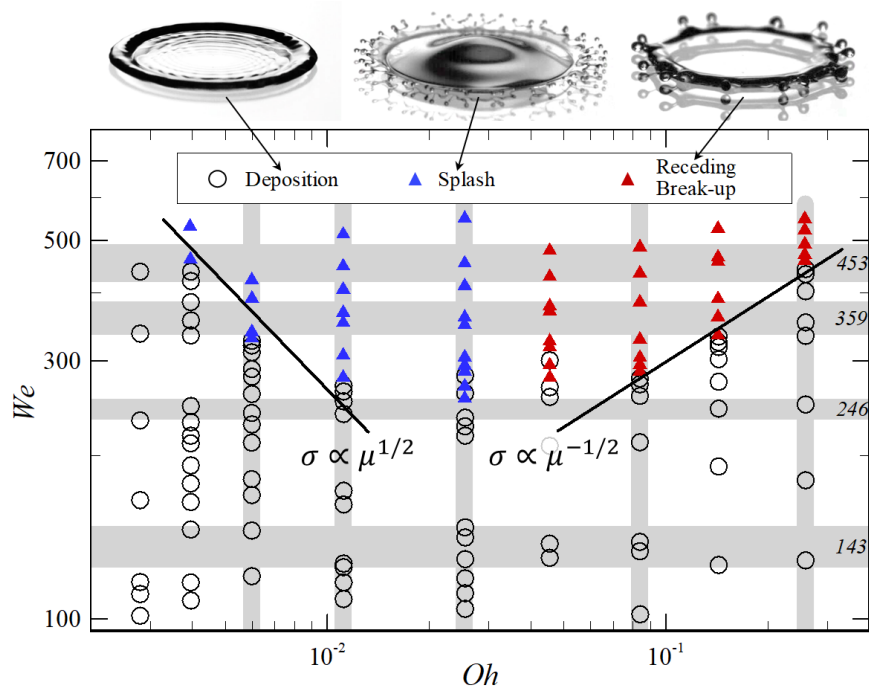 Deposition
Splash
Receding
Break-up
700
500
300
100
We
453
359
246
143
σ ∝ μ^{1/2}
σ ∝ μ^{−1/2}
10^{-2}
10^{-1}
Oh